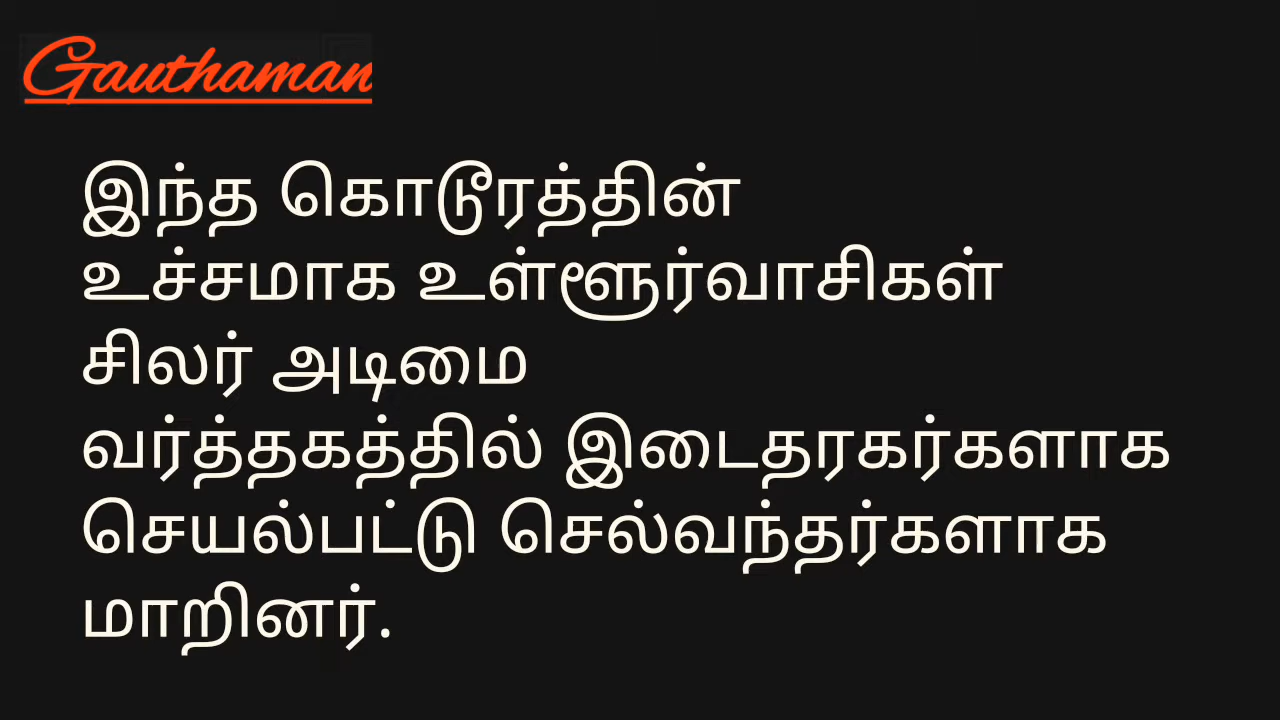 Gauthaman
இந்த கொடூரத்தின்
உச்சமாக உள்ளூர்வாசிகள்
சிலர் அடிமை
வர்த்தகத்தில் இடைதரகர்களாக
செயல்பட்டு செல்வந்தர்களாக
மாறினர்.